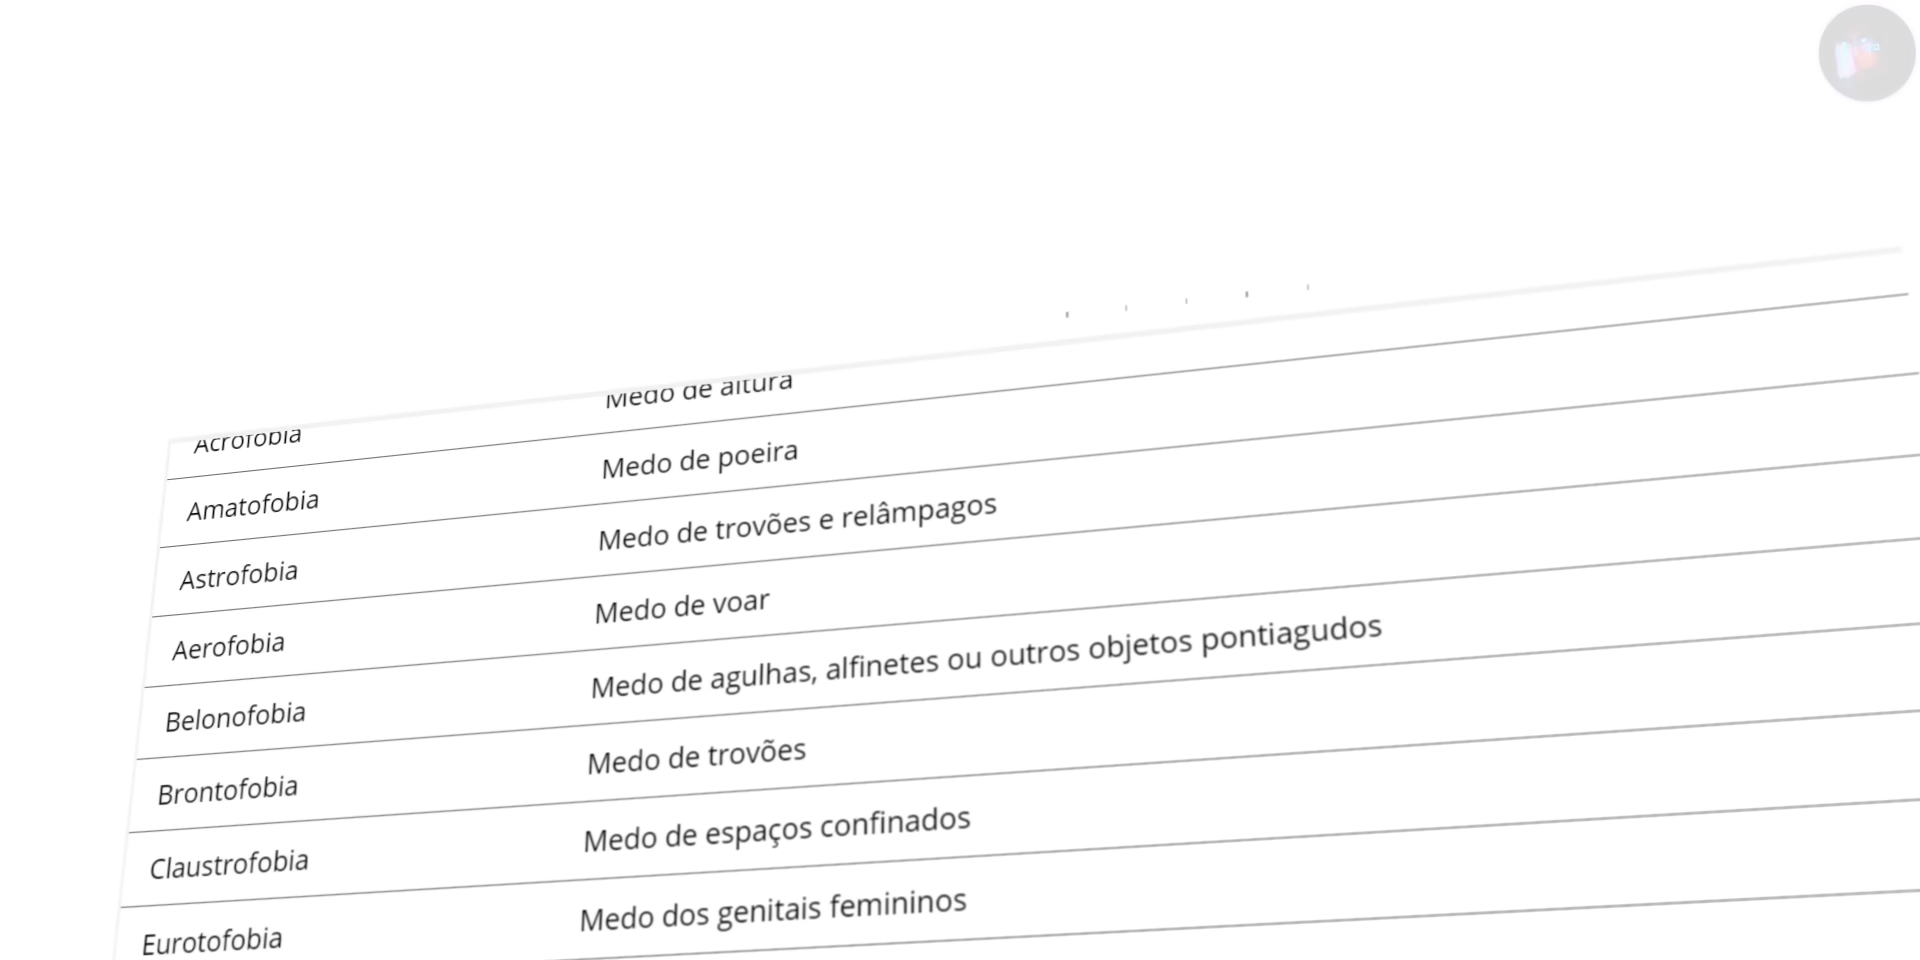 Acrofobia Medo de altura
Amatofobia Medo de poeira
Astrofobia Medo de trovões e relâmpagos
Aerofobia Medo de voar
Belonofobia Medo de agulhas, alfinetes ou outros objetos pontiagudos
Brontofobia Medo de trovões
Claustrofobia Medo de espaços confinados
Eurotofobia Medo dos genitais femininos